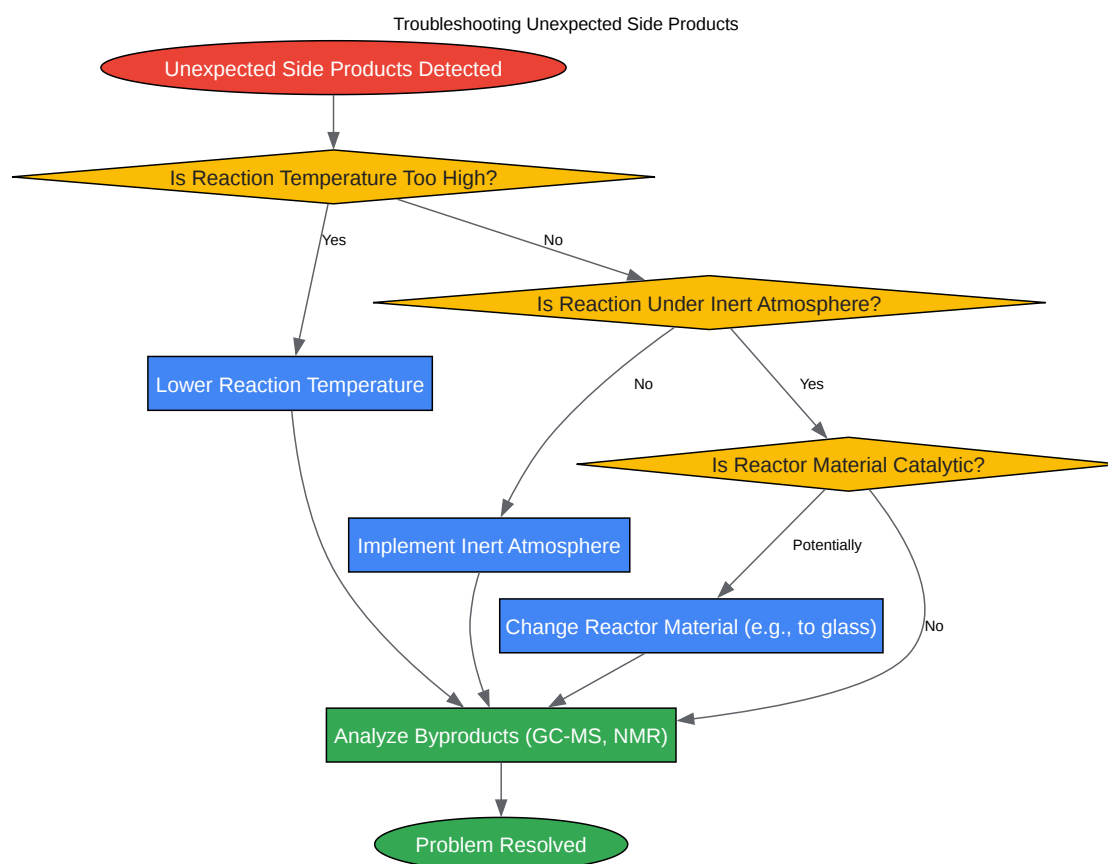 Troubleshooting Unexpected Side Products
Unexpected Side Products Detected
Is Reaction Temperature Too High?
Yes
No
Is Reaction Under Inert Atmosphere?
Lower Reaction Temperature
No
Yes
Is Reactor Material Catalytic?
Implement Inert Atmosphere
Potentially
Change Reactor Material (e.g., to glass)
No
Analyze Byproducts (GC-MS, NMR)
Problem Resolved